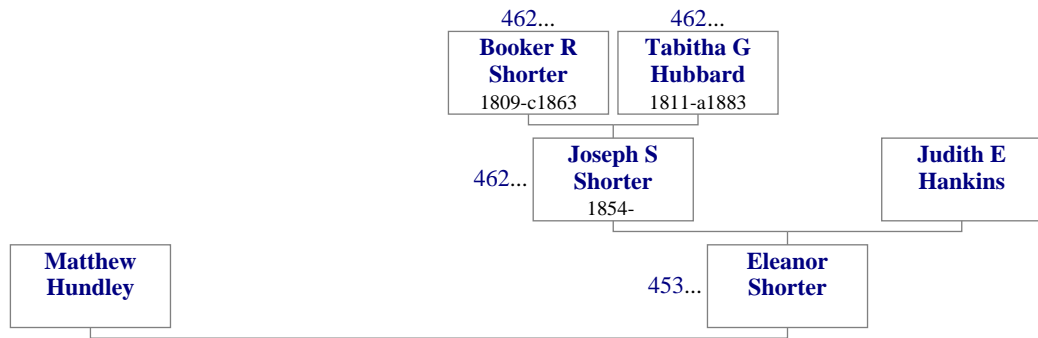 462...
462...
Booker R
Shorter
1809-c1863
Tabitha G
Hubbard
1811-a1883
462...
Joseph S
Shorter
1854-
Judith E
Hankins
Matthew
Hundley
453...
Eleanor
Shorter